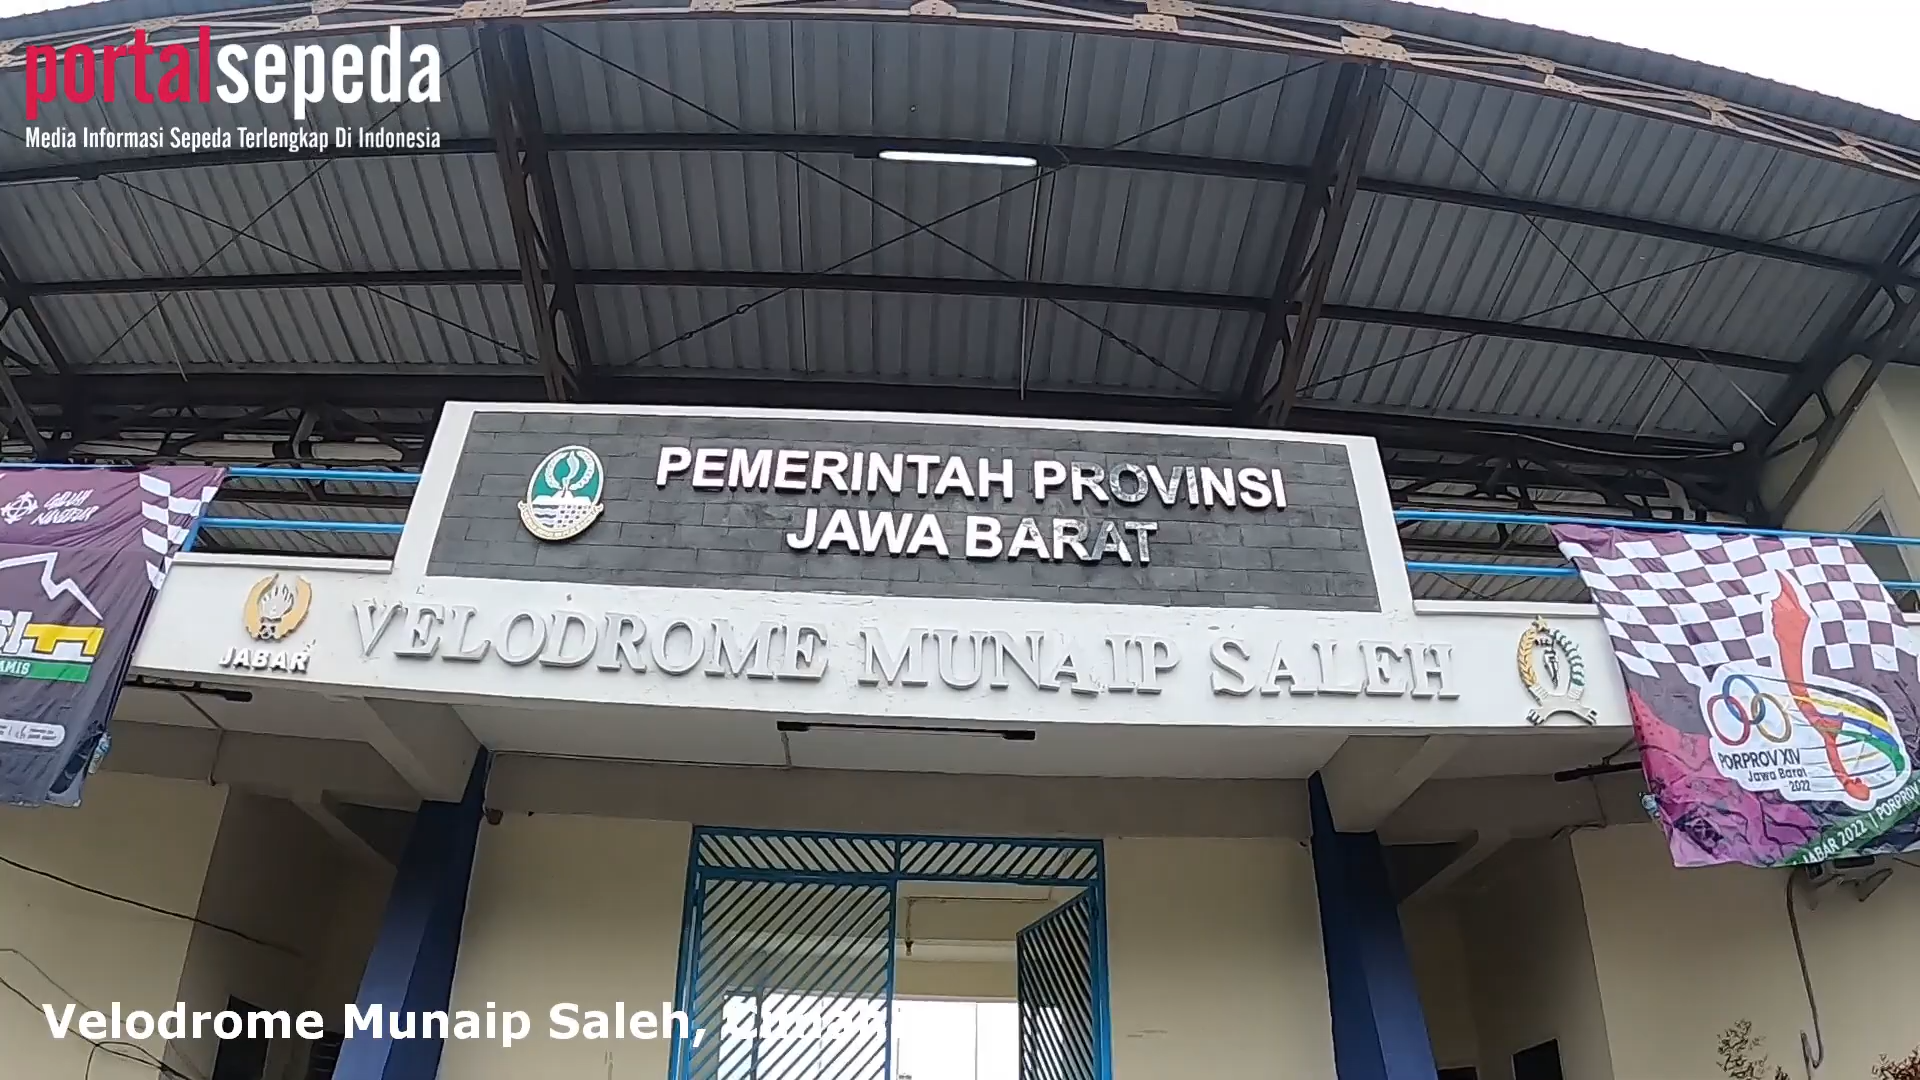 portalsepeda
Media Informasi Sepeda Terlengkap Di Indonesia
PEMERINTAH PROVINSI
JAWA BARAT
JABAR
VELODROME MUNAIP SALEH
PORPROV XIV
Jawa Barat
2022
JABAR 2022 | PORPROV
Velodrome Munaip Saleh,